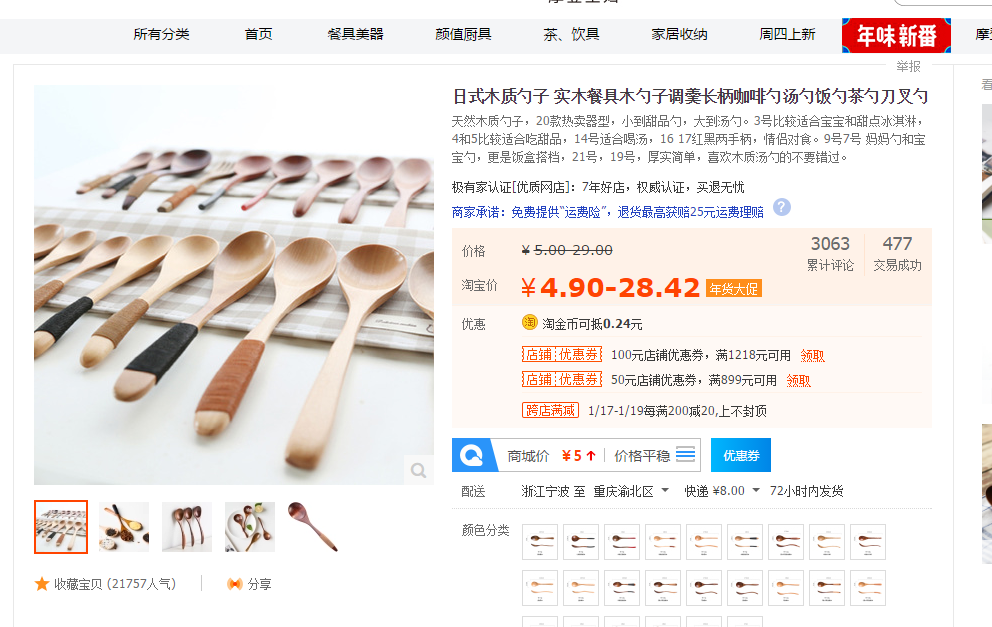 所有分类 首页 餐具美器 颜值厨具 茶、饮具 家居收纳 周四上新 年味新番
举报
日式木质勺子 实木餐具木勺子调羹长柄咖啡勺汤勺饭勺茶勺刀叉勺
天然木质勺子，20款热卖器型，小到甜品勺，大到汤勺。3号比较适合宝宝和甜点冰淇淋，
4和5比较适合吃甜品，14号适合喝汤，16 17红黑两手柄，情侣对食。9号7号 妈妈勺和宝
宝勺，更是饭盒搭档，21号，19号，厚实简单，喜欢木质汤勺的不要错过。
极有家认证[优质网店]：7年好店，权威认证，买退无忧
商家承诺：免费提供“运费险”，退货最高获赔25元运费理赔 ?
价格 ¥ 5.00-29.00
3063 477
累计评论 交易成功
淘宝价 ¥4.90-28.42 年货大促
优惠 淘 淘金币可抵0.24元
店铺 优惠券 100元店铺优惠券，满1218元可用 领取
店铺 优惠券 50元店铺优惠券，满899元可用 领取
跨店满减 1/17-1/19每满200减20,上不封顶
商城价 ¥5 价格平稳 优惠券
配送 浙江宁波 至 重庆渝北区 快递 ¥8.00 72小时内发货
颜色分类
收藏宝贝 (21757人气) 分享